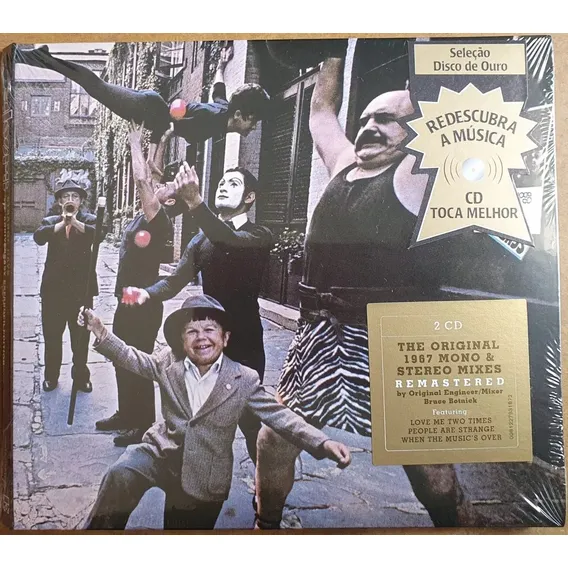 Seleção
Disco de Ouro
REDESCUBRA
A MÚSICA
CD
TOCA MELHOR
2 CD
THE ORIGINAL
1967 MONO &
STEREO MIXES
REMASTERED
by Original Engineer/Mixer
Bruce Botnick
Featuring
LOVE ME TWO TIMES
PEOPLE ARE STRANGE
WHEN THE MUSIC'S OVER